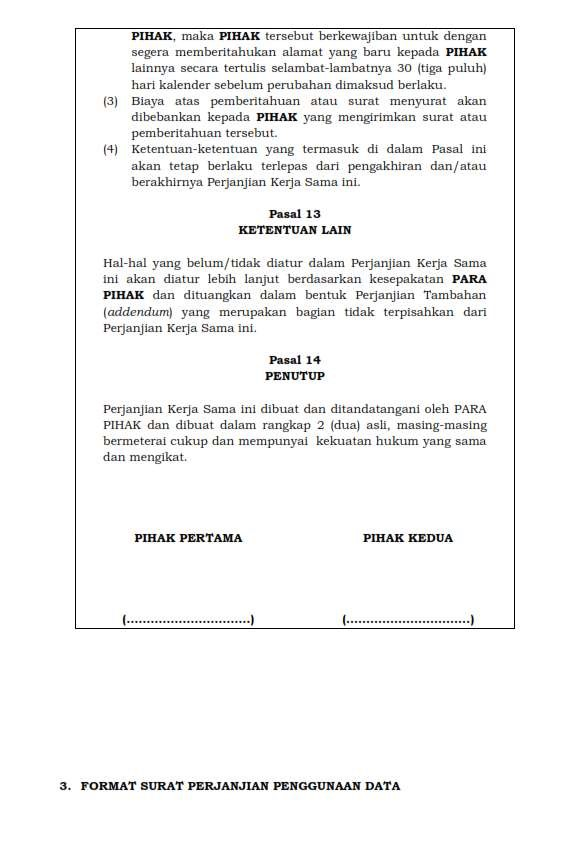 PIHAK, maka PIHAK tersebut berkewajiban untuk dengan
segera memberitahukan alamat yang baru kepada PIHAK
lainnya secara tertulis selambat-lambatnya 30 (tiga puluh)
hari kalender sebelum perubahan dimaksud berlaku.
(3) Biaya atas pemberitahuan atau surat menyurat akan
dibebankan kepada PIHAK yang mengirimkan surat atau
pemberitahuan tersebut.
(4) Ketentuan-ketentuan yang termasuk di dalam Pasal ini
akan tetap berlaku terlepas dari pengakhiran dan/atau
berakhirnya Perjanjian Kerja Sama ini.
Pasal 13
KETENTUAN LAIN
Hal-hal yang belum/tidak diatur dalam Perjanjian Kerja Sama
ini akan diatur lebih lanjut berdasarkan kesepakatan PARA
PIHAK dan dituangkan dalam bentuk Perjanjian Tambahan
(addendum) yang merupakan bagian tidak terpisahkan dari
Perjanjian Kerja Sama ini.
Pasal 14
PENUTUP
Perjanjian Kerja Sama ini dibuat dan ditandatangani oleh PARA
PIHAK dan dibuat dalam rangkap 2 (dua) asli, masing-masing
bermeterai cukup dan mempunyai kekuatan hukum yang sama
dan mengikat.
PIHAK PERTAMA PIHAK KEDUA
(...............................) (...............................)
3. FORMAT SURAT PERJANJIAN PENGGUNAAN DATA